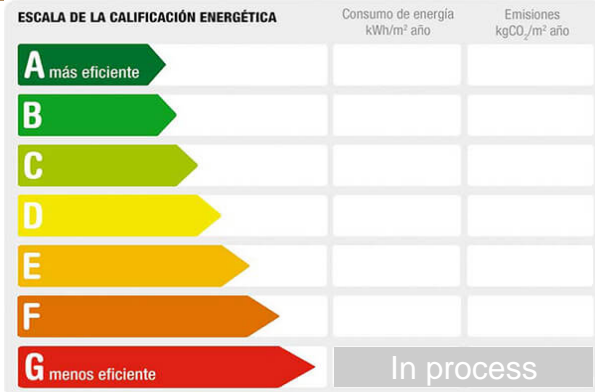 ESCALA DE LA CALIFICACIÓN ENERGÉTICA
Consumo de energía
kWh/m² año
Emisiones
kgCO₂/m² año
A más eficiente
B
C
D
E
F
G menos eficiente
In process